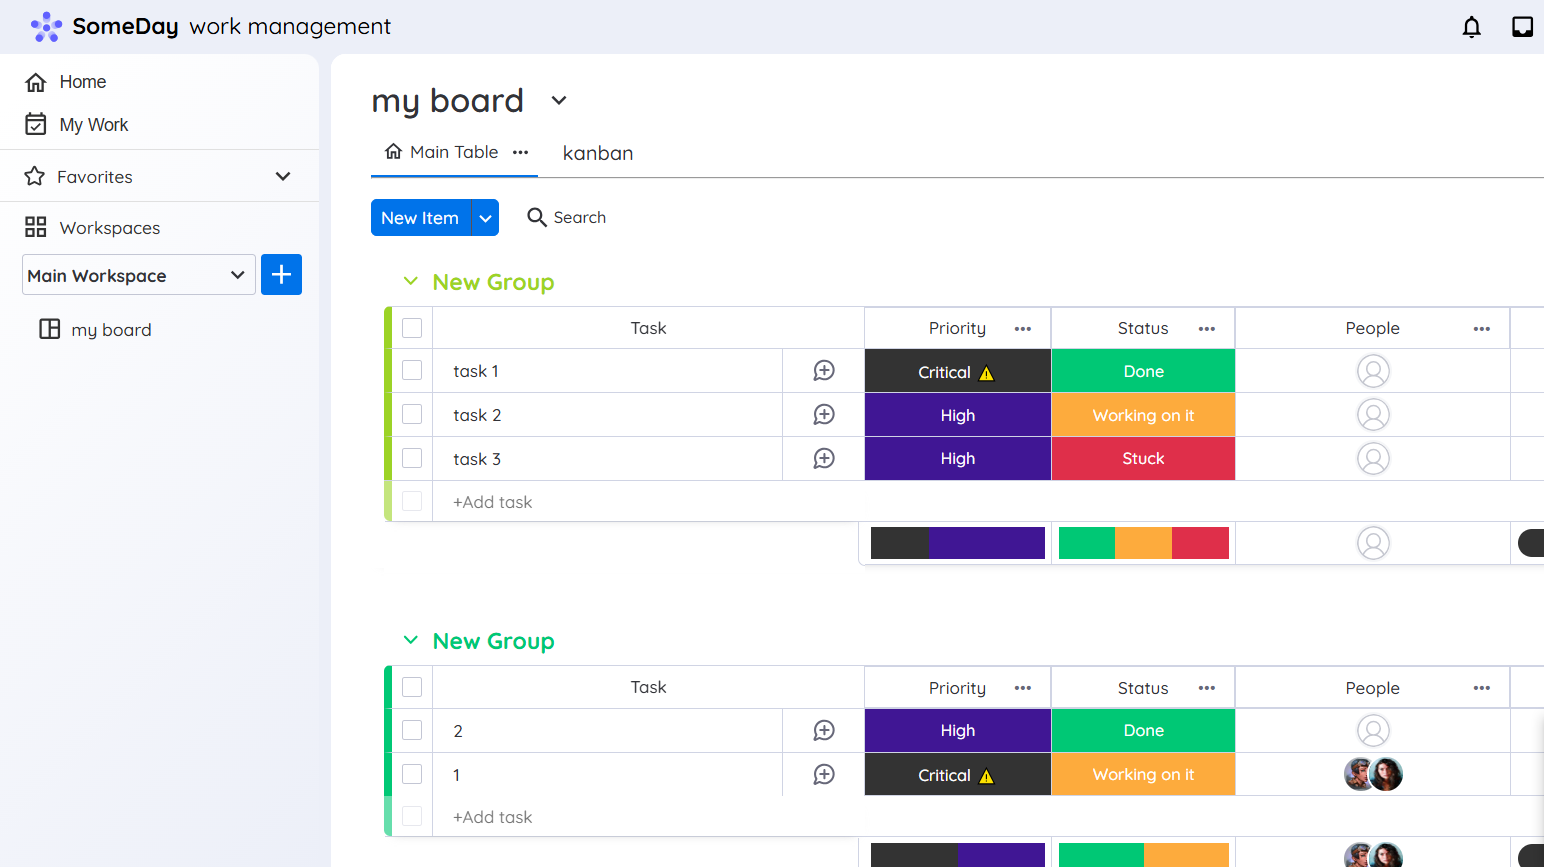 SomeDay work management
Home
My Work
Favorites
Workspaces
Main Workspace
my board
my board
Main Table
kanban
New Item
Search
New Group
Task Priority Status People
task 1 Critical Done
task 2 High Working on it
task 3 High Stuck
+Add task
New Group
Task Priority Status People
2 High Done
1 Critical Working on it
+Add task